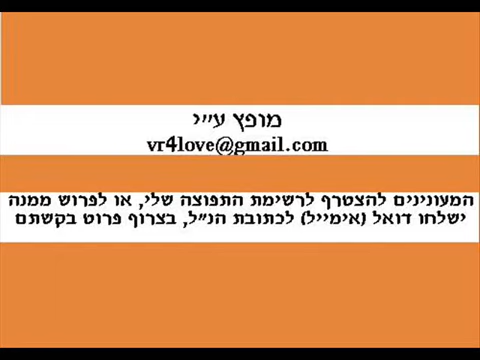 מופץ ע״י
vr4love@gmail.com
המעונינים להצטרף לרשימת התפוצה שלי, או לפרוש ממנה
ישלחו דואל (אימייל) לכתובת הנ״ל, בצרוף פרוט בקשתם